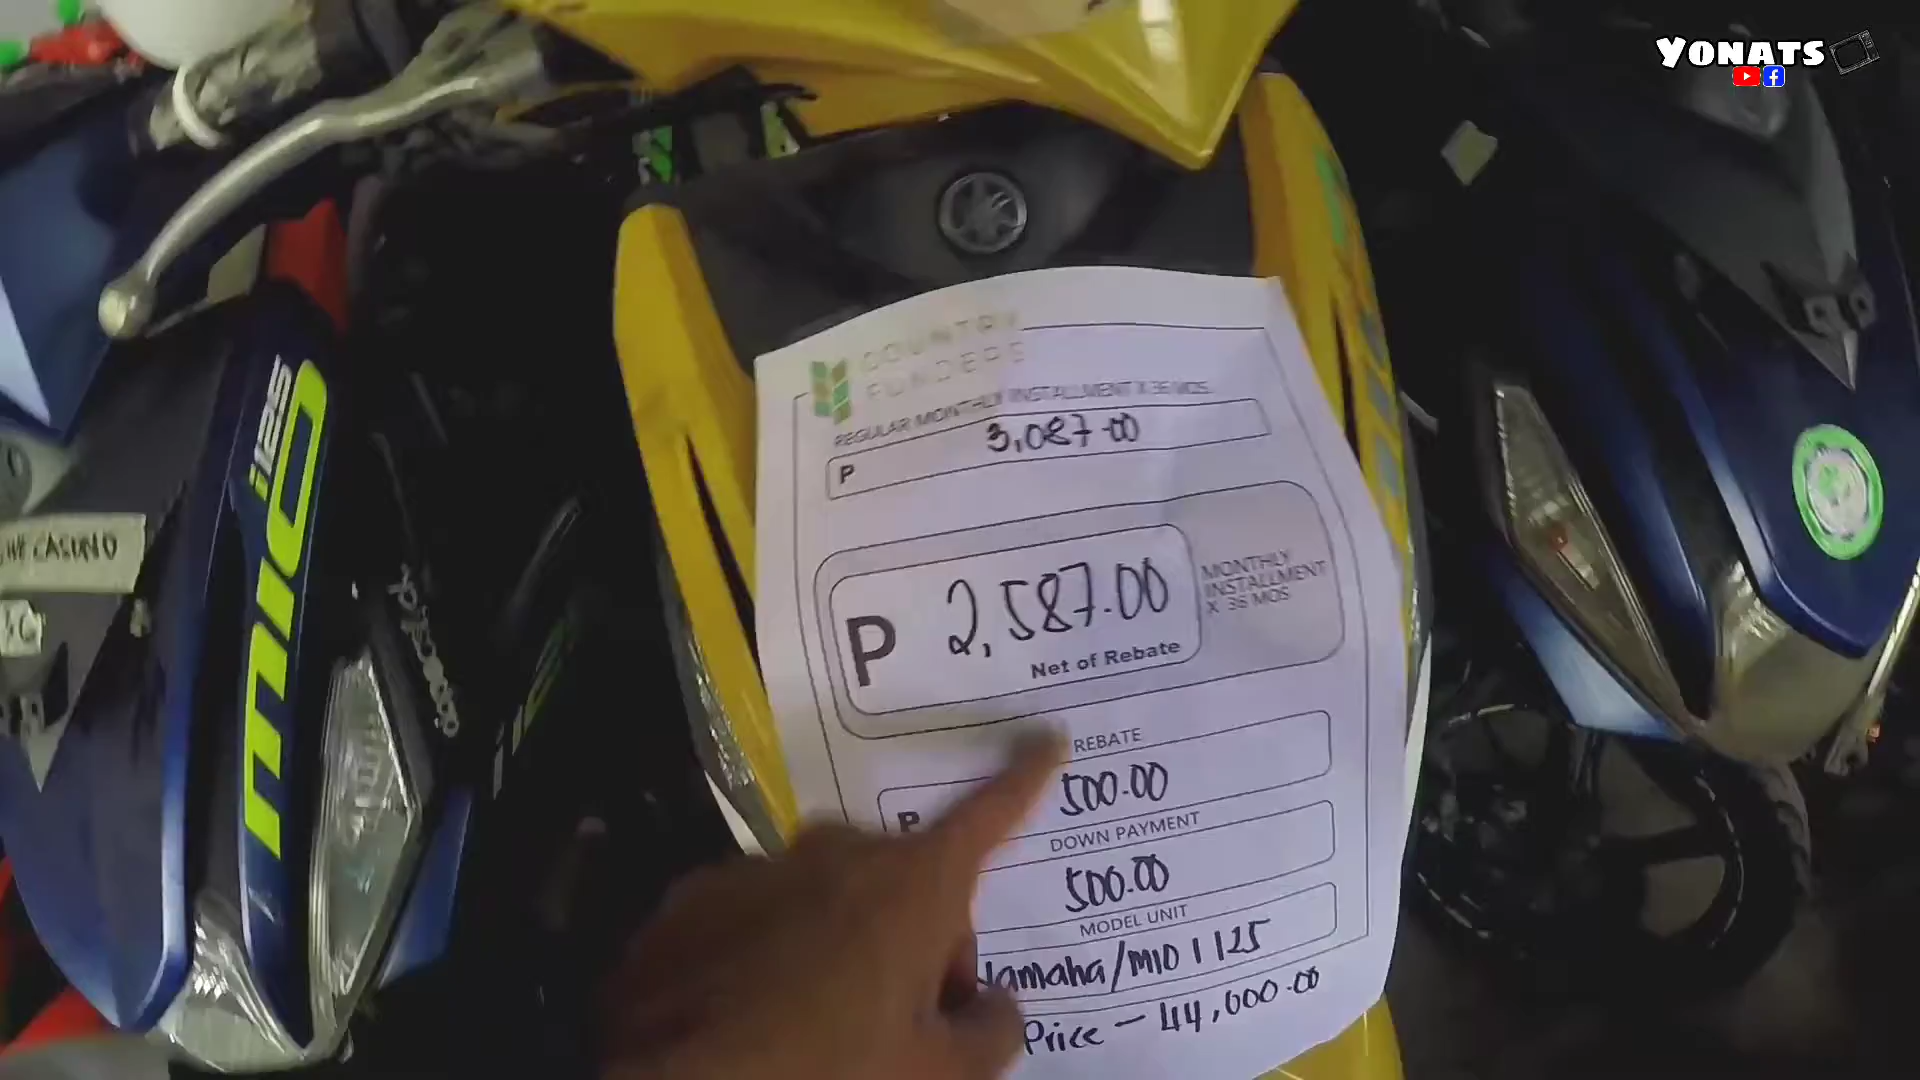 YONATS
COUNTRY
FUNDERS
REGULAR MONTHLY INSTALLMENT X 36 MOS.
P 3,087.00
P 2,587.00
Net of Rebate
MONTHLY
INSTALLMENT
X 36 MOS
REBATE
P 500.00
DOWN PAYMENT
500.00
MODEL UNIT
Yamaha/MIO I 125
Price - 44,000.00
mio i125